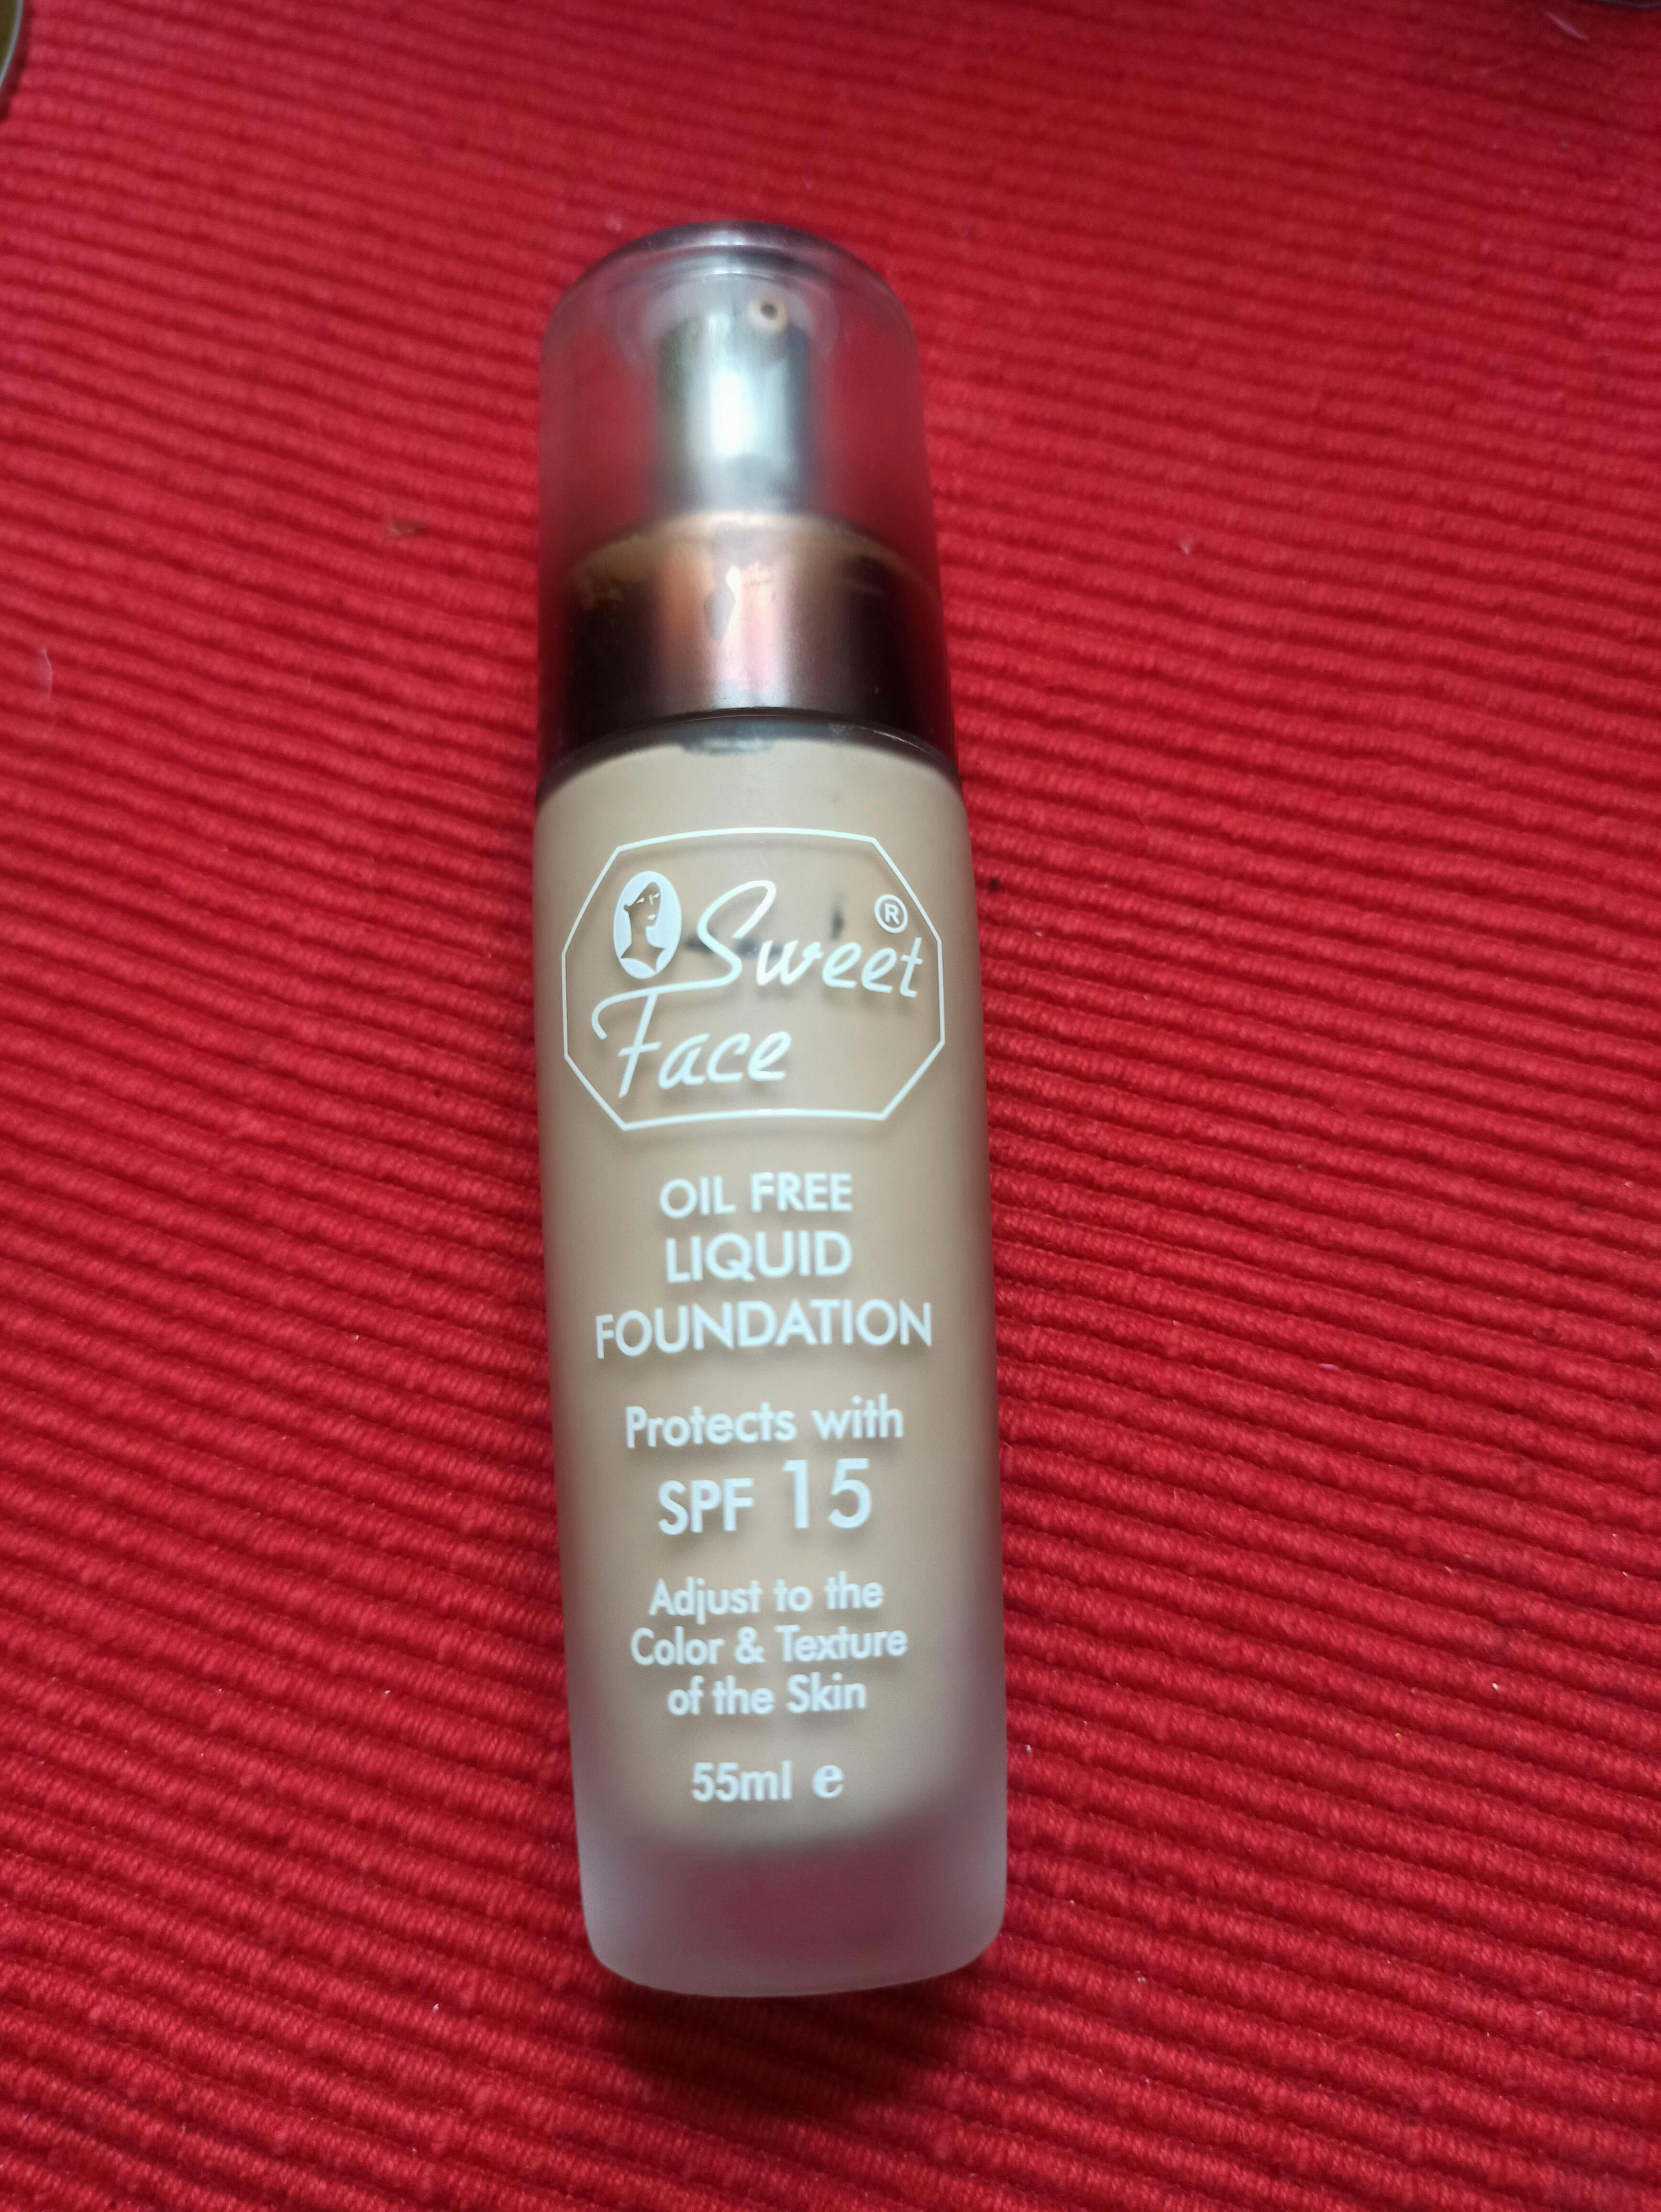 Sweet ®
Face
OIL FREE
LIQUID
FOUNDATION
Protects with
SPF 15
Adjust to the
Color & Texture
of the Skin
55ml e